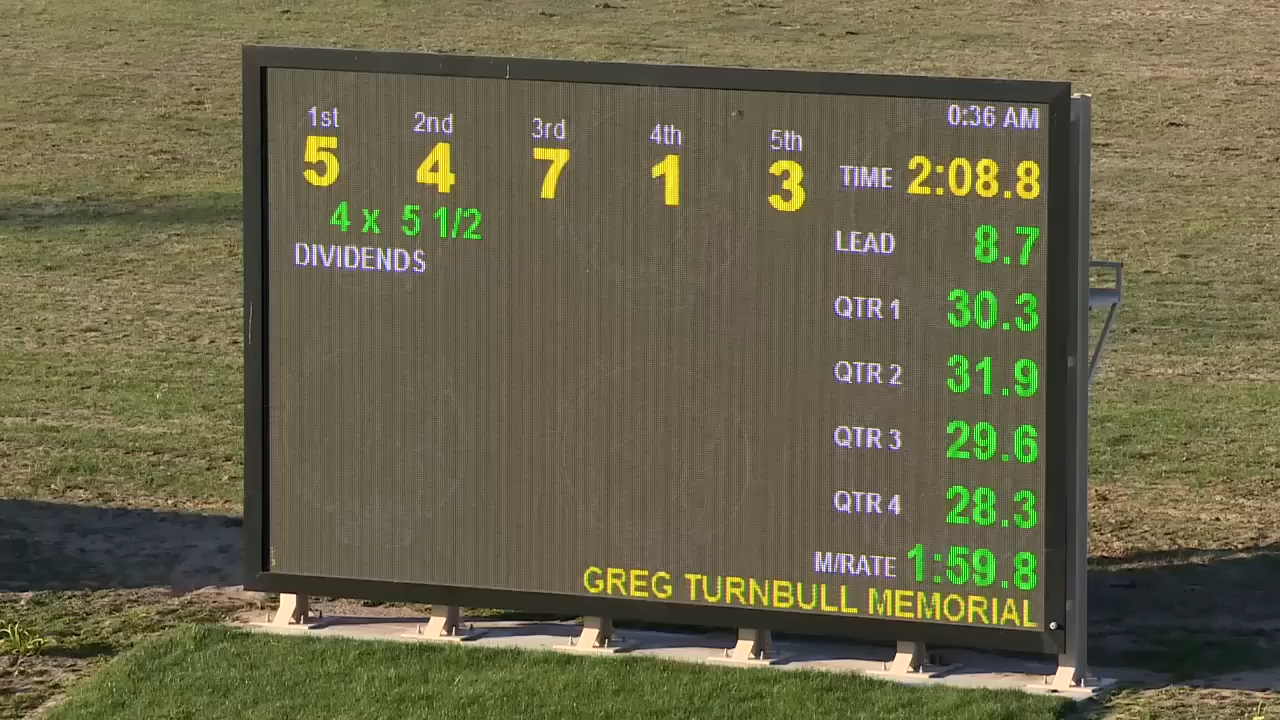 0:36 AM
1st 2nd 3rd 4th 5th
5 4 7 1 3
TIME 2:08.8
4 x 5 1/2
LEAD 8.7
DIVIDENDS
QTR 1 30.3
QTR 2 31.9
QTR 3 29.6
QTR 4 28.3
M/RATE 1:59.8
GREG TURNBULL MEMORIAL